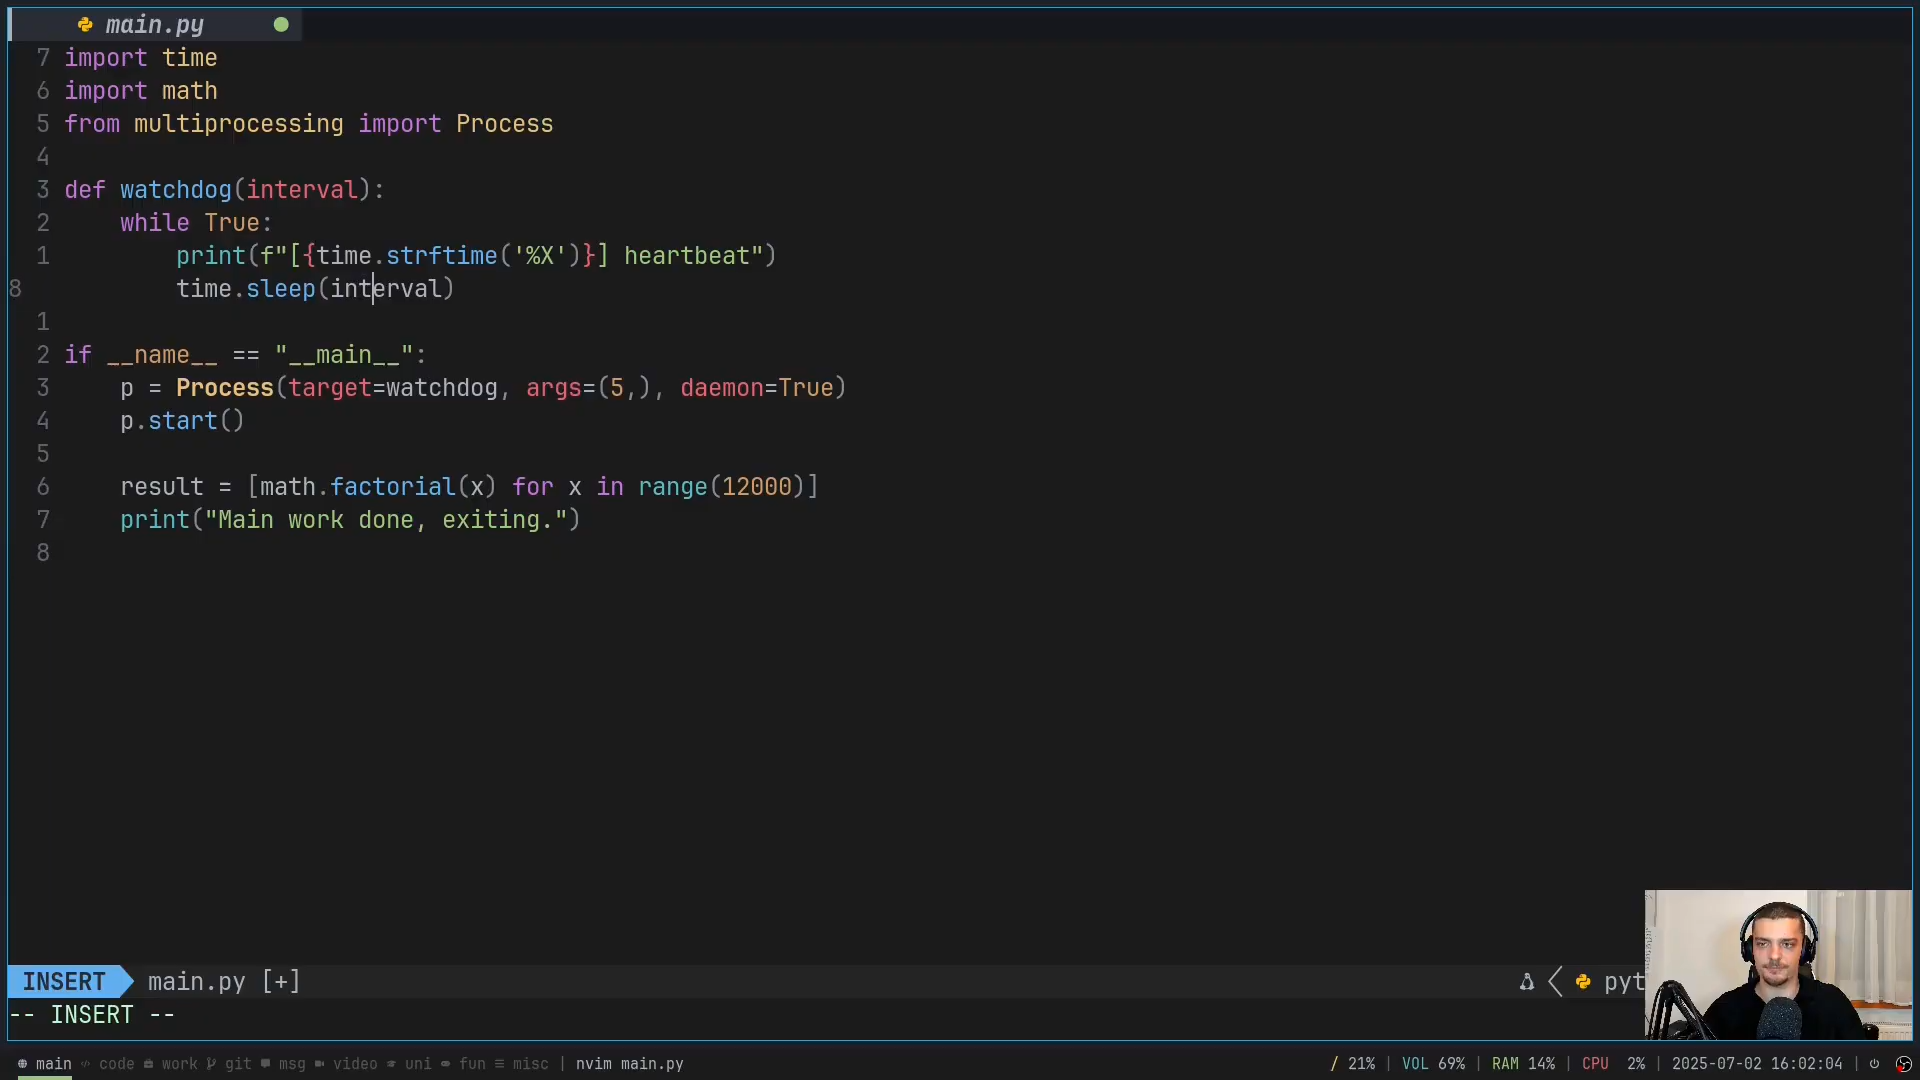 main.py
7 import time
6 import math
5 from multiprocessing import Process
4
3 def watchdog(interval):
2     while True:
1         print(f"[{time.strftime('%X')}] heartbeat")
8         time.sleep(interval)
1
2 if __name__ == "__main__":
3     p = Process(target=watchdog, args=(5,), daemon=True)
4     p.start()
5
6     result = [math.factorial(x) for x in range(12000)]
7     print("Main work done, exiting.")
8
INSERT main.py [+] pyt
-- INSERT --
main code work git msg video uni fun misc | nvim main.py / 21% | VOL 69% | RAM 14% | CPU 2% | 2025-07-02 16:02:04 |